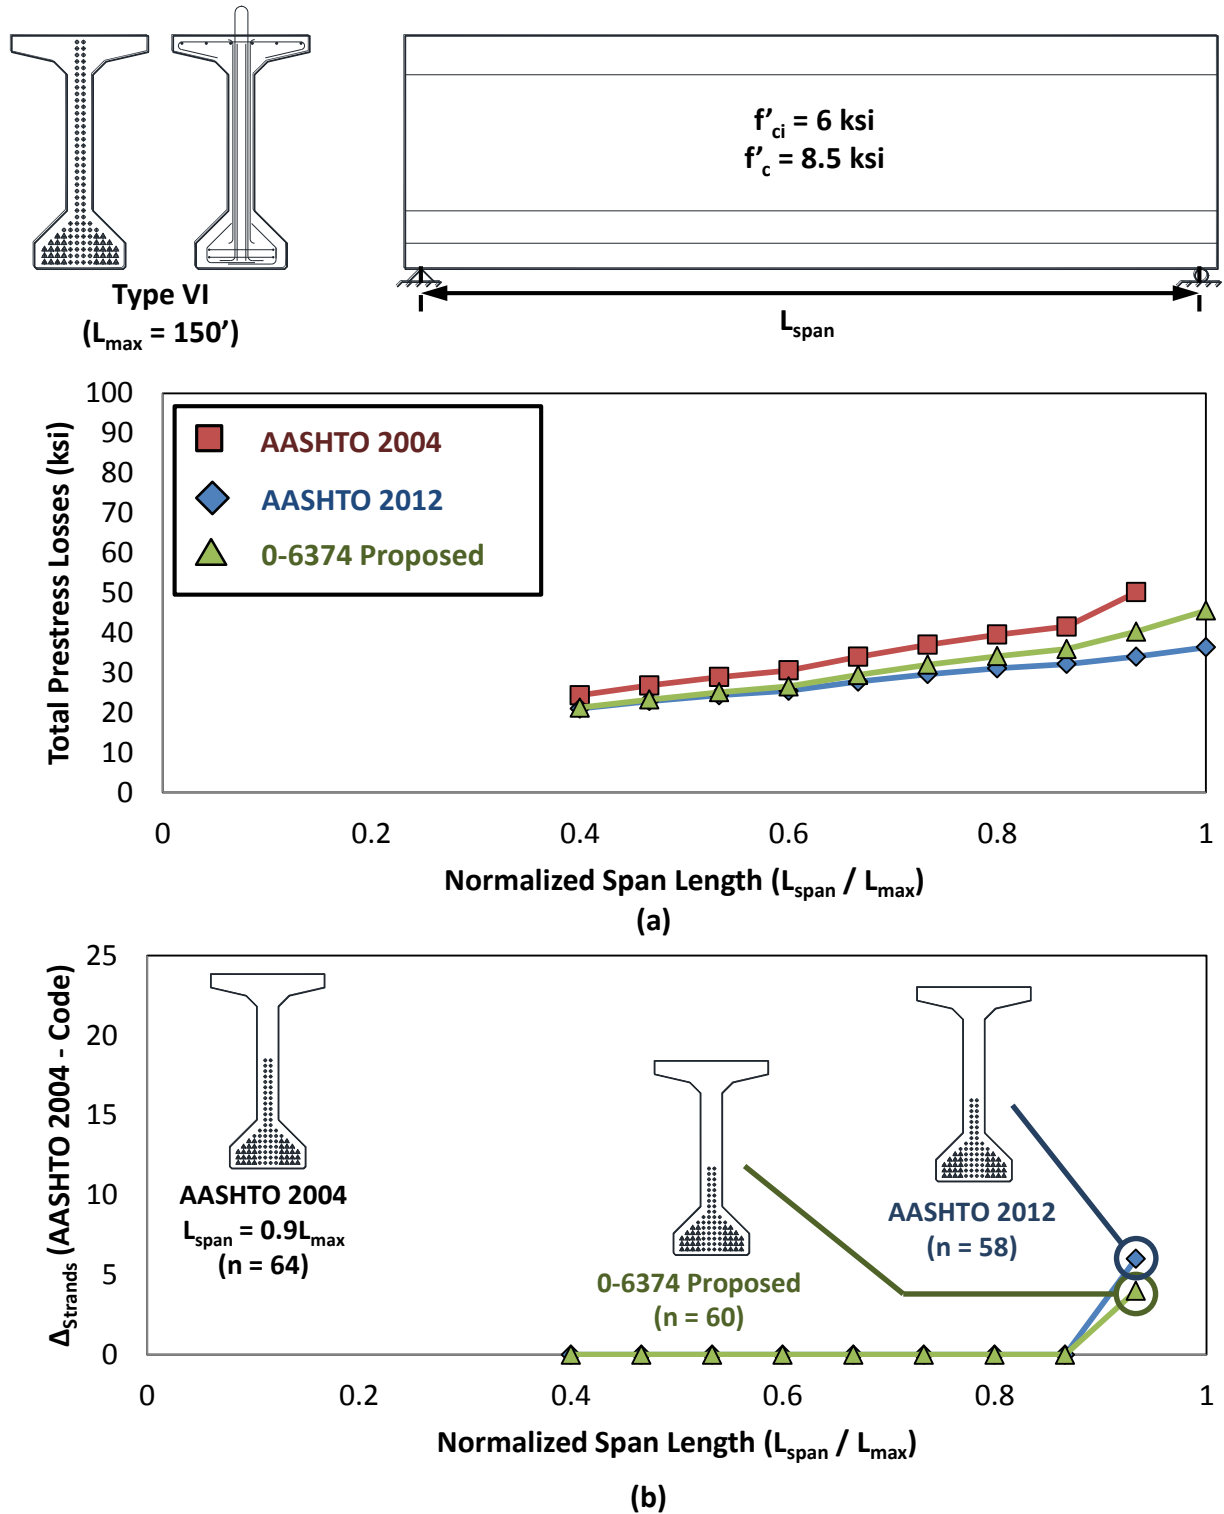 f'ci = 6 ksi
f'c = 8.5 ksi
Type VI
(Lmax = 150')
Lspan
Total Prestress Losses (ksi)
100
90
80
70
60
50
40
30
20
10
0
AASHTO 2004
AASHTO 2012
0-6374 Proposed
0
0.2
0.4
0.6
0.8
1
Normalized Span Length (Lspan / Lmax)
(a)
ΔStrands (AASHTO 2004 - Code)
25
20
15
10
5
0
AASHTO 2004
Lspan = 0.9Lmax
(n = 64)
0-6374 Proposed
(n = 60)
AASHTO 2012
(n = 58)
0
0.2
0.4
0.6
0.8
1
Normalized Span Length (Lspan / Lmax)
(b)